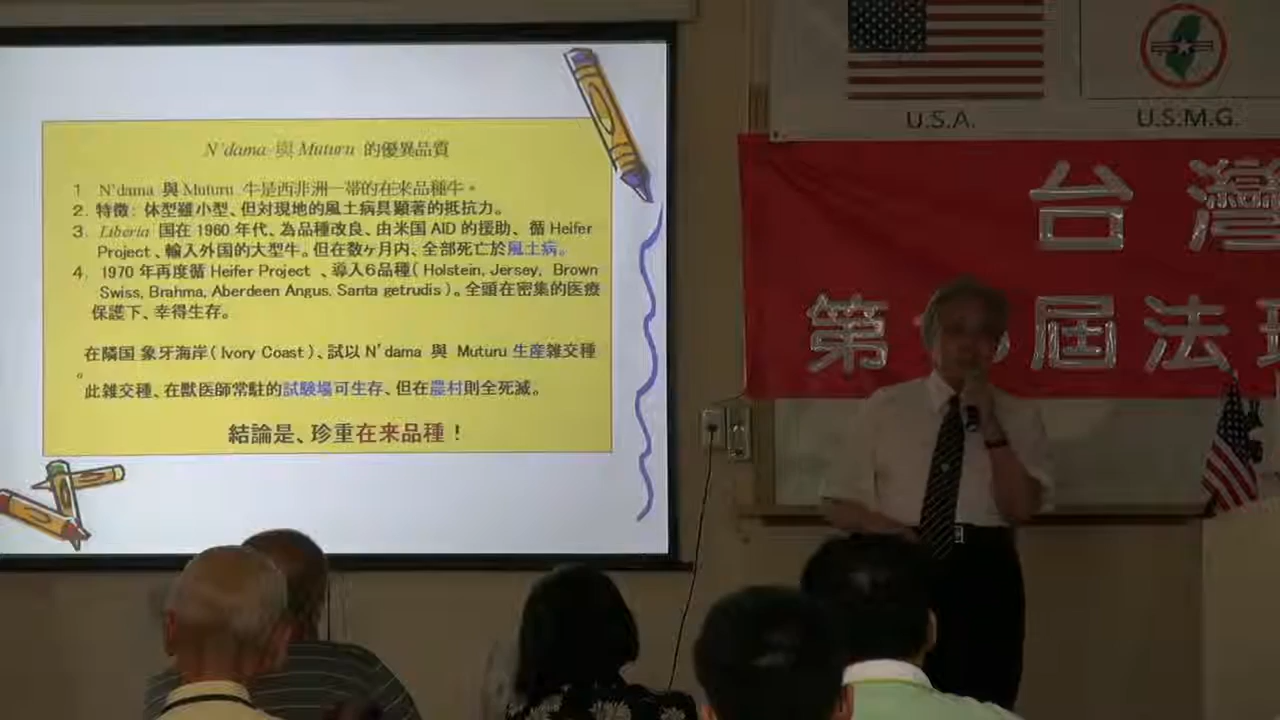 N'dama 與 Muturu 的優異品質
1 N'dama 與 Muturu 牛是西非洲一帯的在来品種牛。
2. 特徴: 体型雖小型、但対現地的風土病具顯著的抵抗力。
3. Liberia 国在 1960 年代、為品種改良、由米国 AID 的援助、循 Heifer
Project、輸入外国的大型牛。但在数ヶ月内、全部死亡於風土病。
4. 1970 年再度循 Heifer Project 、導入6品種( Holstein, Jersey, Brown
Swiss, Brahma, Aberdeen Angus. Santa getrudis )。全頭在密集的医療
保護下、幸得生存。
在隣国 象牙海岸( Ivory Coast )、試以 N'dama 與 Muturu 生産雑交種
。
此雑交種、在獣医師常駐的試験場可生存、但在農村則全死滅。
結論是、珍重在来品種！
U.S.A.
U.S.M.G.
台灣
第 屆法